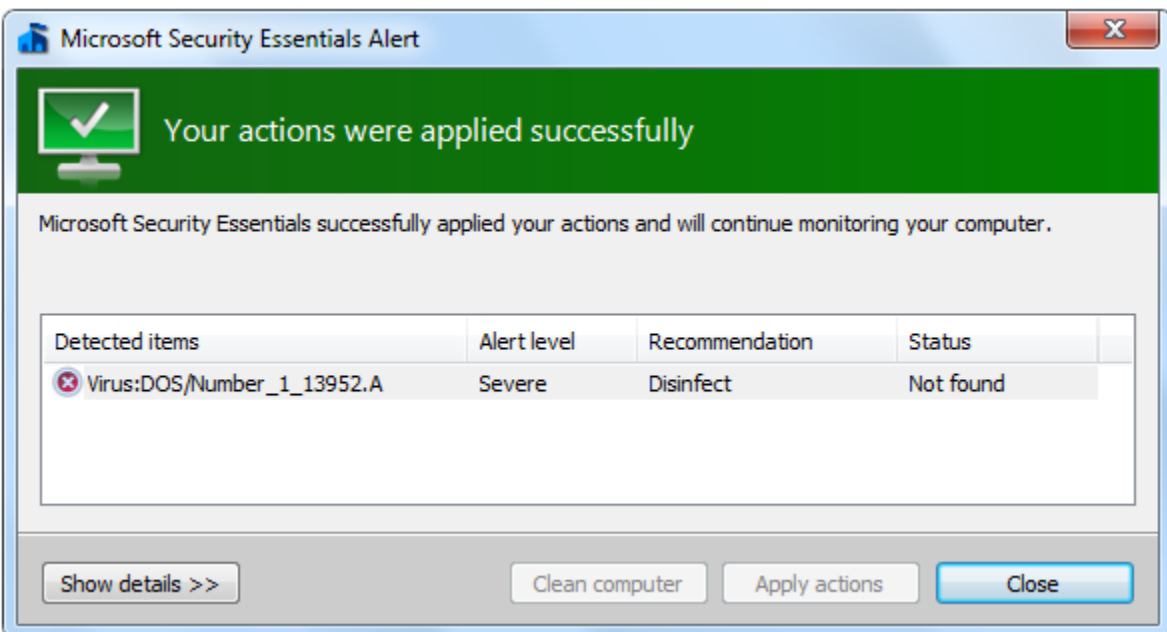 Microsoft Security Essentials Alert
Your actions were applied successfully
Microsoft Security Essentials successfully applied your actions and will continue monitoring your computer.
Detected items Alert level Recommendation Status
Virus:DOS/Number_1_13952.A Severe Disinfect Not found
Show details >> Clean computer Apply actions Close